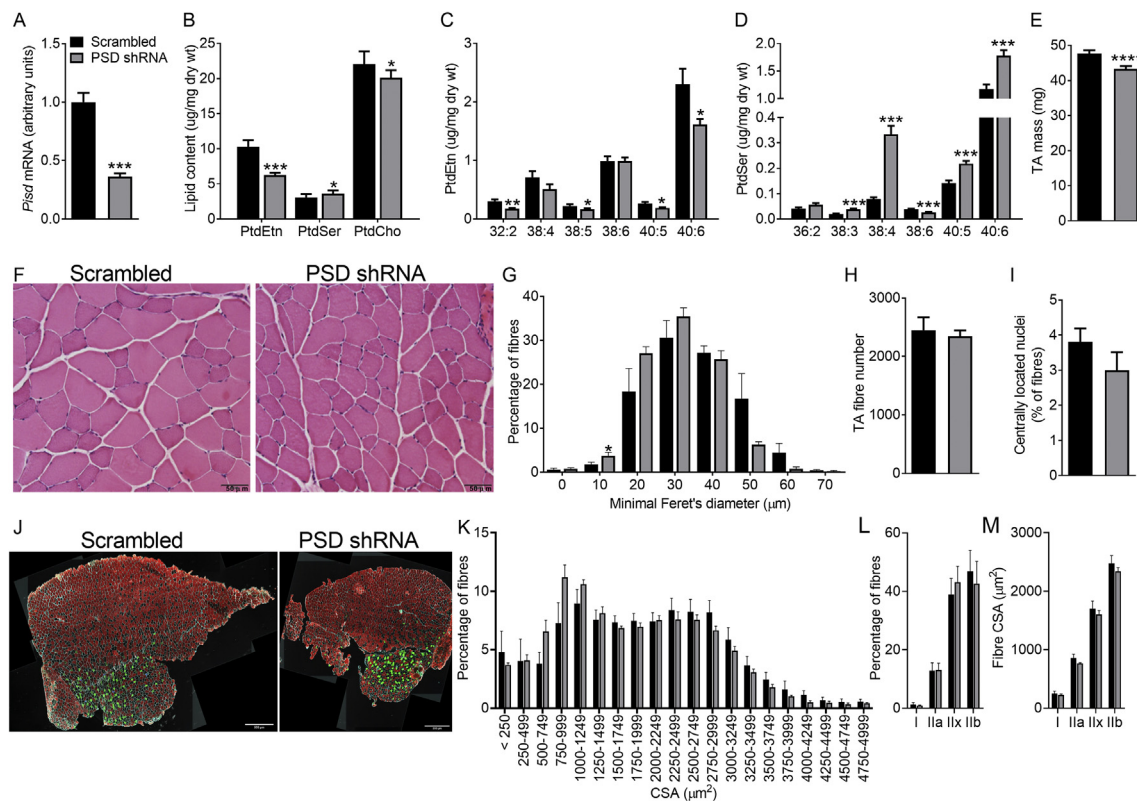 A
Scrambled
PSD shRNA
Pisd mRNA (arbitrary units)
1.5
1.0
0.5
0.0
***
B
Lipid content (ug/mg dry wt)
25
20
15
10
5
0
***
*
*
PtdEtn PtdSer PtdCho
C
PtdEtn (ug/mg dry wt)
3
2
1
0
**
*
*
*
32:2 38:4 38:5 38:6 40:5 40:6
D
PtdSer (ug/mg dry wt)
2.0
1.5
1.0
0.4
0.3
0.2
0.1
0.0
***
***
***
***
***
36:2 38:3 38:4 38:6 40:5 40:6
E
TA mass (mg)
60
40
20
0
****
F
Scrambled PSD shRNA
50 μm
50 μm
G
Percentage of fibres
40
30
20
10
0
*
0 10 20 30 40 50 60 70
Minimal Feret's diameter (μm)
H
TA fibre number
3000
2000
1000
0
I
Centrally located nuclei
(% of fibres)
5
4
3
2
1
0
J
Scrambled PSD shRNA
K
Percentage of fibres
15
10
5
0
< 250
250-499
500-749
750-999
1000-1249
1250-1499
1500-1749
1750-1999
2000-2249
2250-2499
2500-2749
2750-2999
3000-3249
3250-3499
3500-3749
3750-3999
4000-4249
4250-4499
4500-4749
4750-4999
CSA (μm²)
L
Percentage of fibres
60
40
20
0
I IIa IIx IIb
M
Fibre CSA (μm²)
3000
2000
1000
0
I IIa IIx IIb